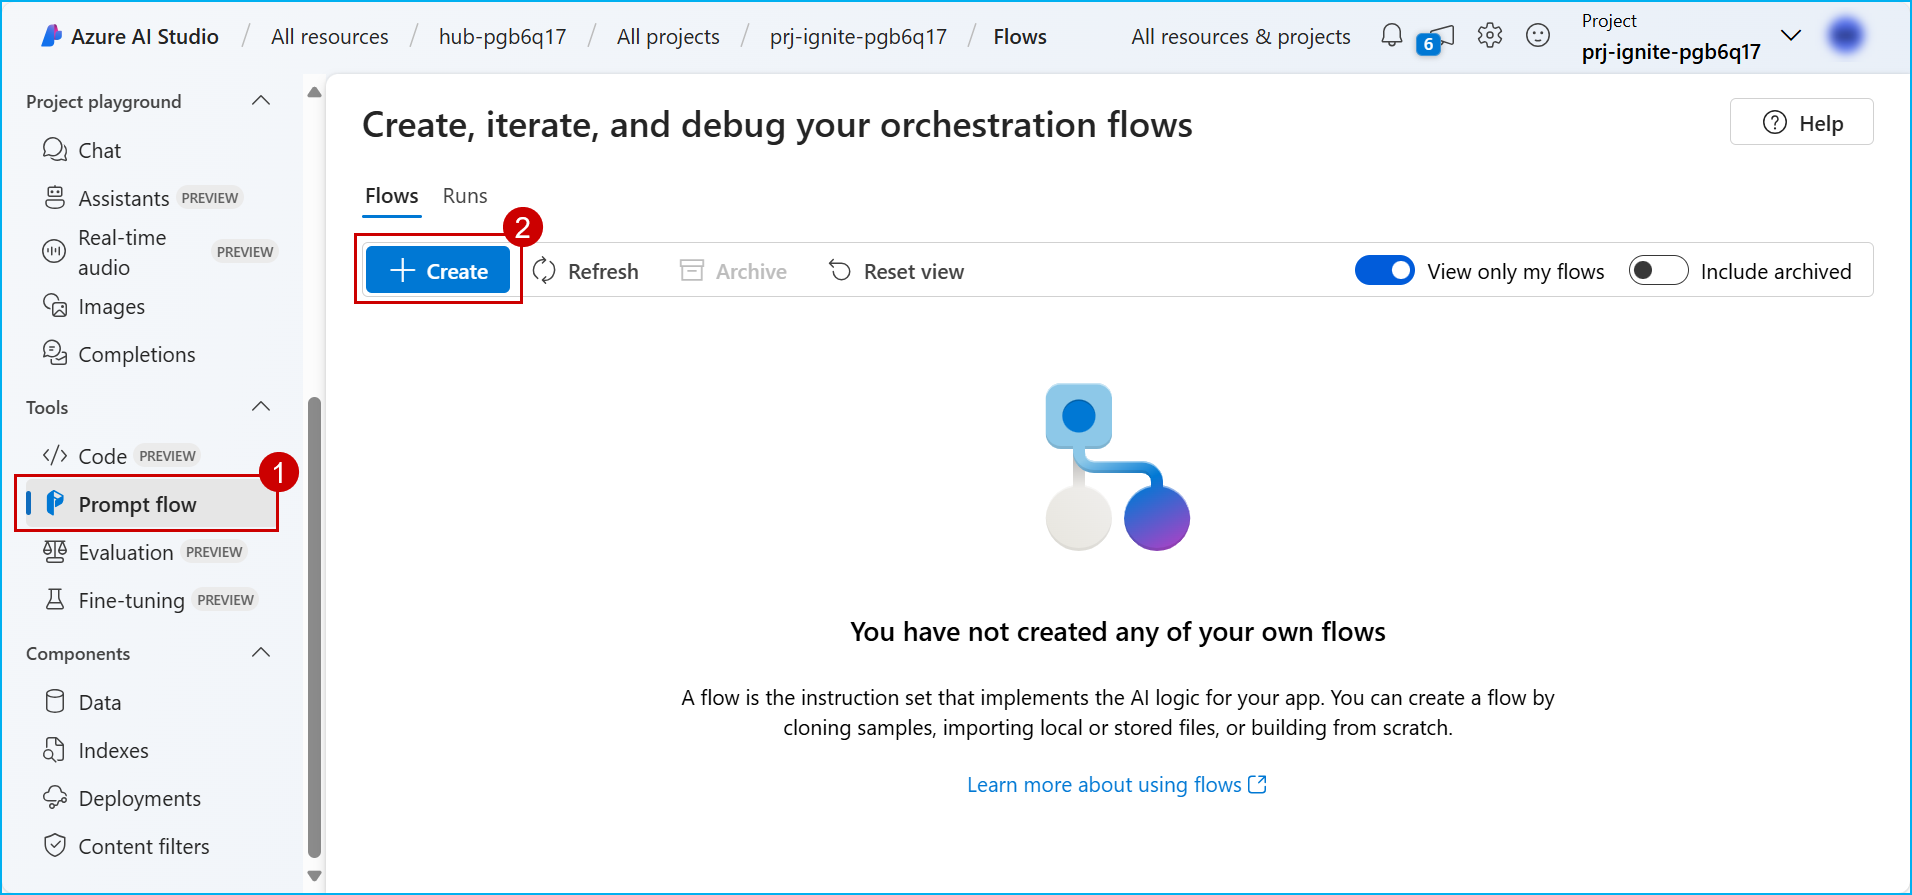 Azure AI Studio / All resources / hub-pgb6q17 / All projects / prj-ignite-pgb6q17 / Flows
All resources & projects
6
Project
prj-ignite-pgb6q17
Project playground
Chat
Assistants PREVIEW
Real-time
audio
PREVIEW
Images
Completions
Tools
Code PREVIEW
1
Prompt flow
Evaluation PREVIEW
Fine-tuning PREVIEW
Components
Data
Indexes
Deployments
Content filters
Create, iterate, and debug your orchestration flows
Help
Flows Runs
2
Create Refresh Archive Reset view View only my flows Include archived
You have not created any of your own flows
A flow is the instruction set that implements the AI logic for your app. You can create a flow by
cloning samples, importing local or stored files, or building from scratch.
Learn more about using flows